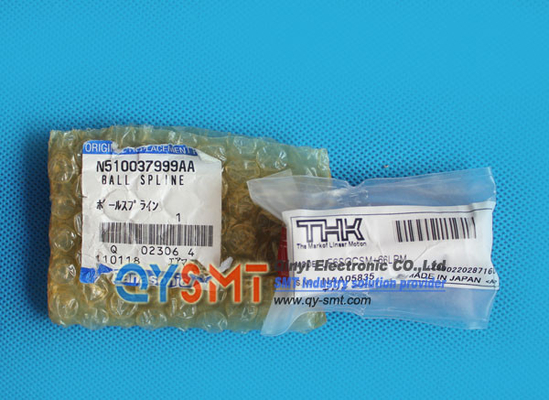 ORIGINAL REPLACEMENT
N510037999AA
BALL SPLINE
ボールスプライン
1
Q 02306 4
110118
THK
The Mark of Linear Motion
MADE IN JAPAN
QYSMT
Qinyi Electronic Co.,Ltd.
SMT industry solution provider
www.qy-smt.com